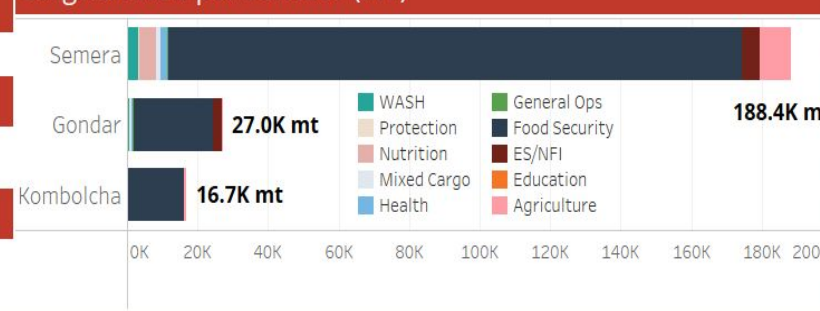 Semera
188.4K m
Gondar
27.0K mt
Kombolcha
16.7K mt
WASH
Protection
Nutrition
Mixed Cargo
Health
General Ops
Food Security
ES/NFI
Education
Agriculture
0K 20K 40K 60K 80K 100K 120K 140K 160K 180K 200